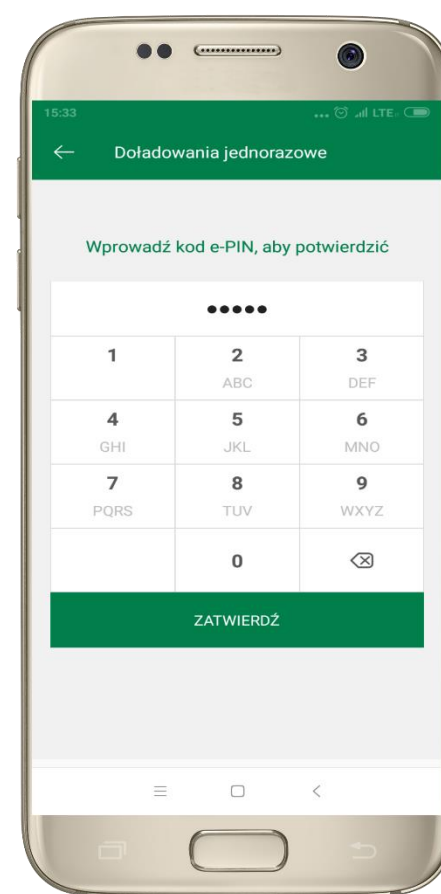 15:33 ... LTE
Doładowania jednorazowe
Wprowadź kod e-PIN, aby potwierdzić
•••••
1 2 3
ABC DEF
4 5 6
GHI JKL MNO
7 8 9
PQRS TUV WXYZ
0
ZATWIERDŹ